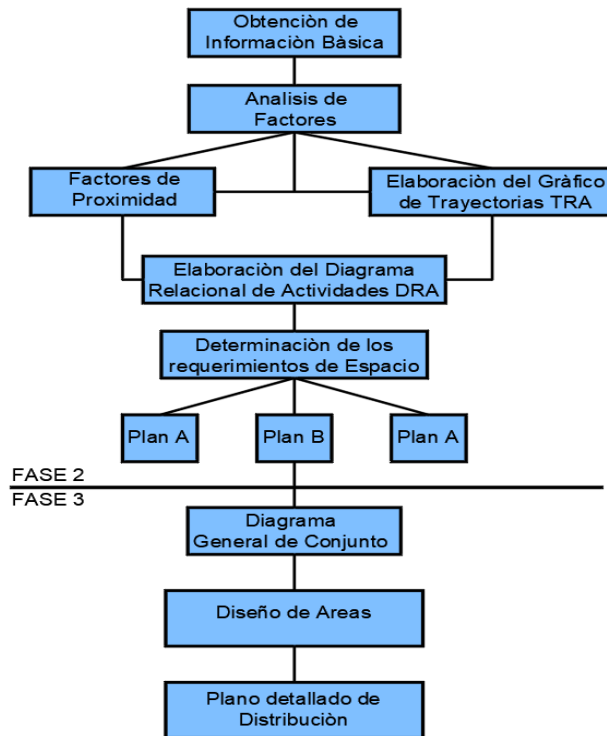 Obtenciòn de
Informaciòn Bàsica
Analisis de
Factores
Factores de
Proximidad
Elaboraciòn del Gràfico
de Trayectorias TRA
Elaboraciòn del Diagrama
Relacional de Actividades DRA
Determinaciòn de los
requerimientos de Espacio
Plan A
Plan B
Plan A
FASE 2
FASE 3
Diagrama
General de Conjunto
Diseño de Areas
Plano detallado de
Distribuciòn